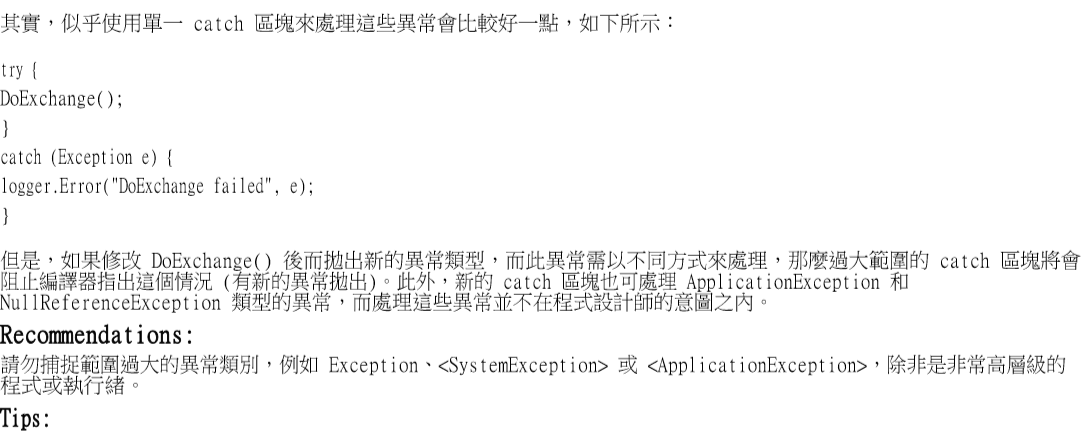 其實，似乎使用單一 catch 區塊來處理這些異常會比較好一點，如下所示：
try {
DoExchange();
}
catch (Exception e) {
logger.Error("DoExchange failed", e);
}
但是，如果修改 DoExchange() 後而拋出新的異常類型，而此異常需以不同方式來處理，那麼過大範圍的 catch 區塊將會
阻止編譯器指出這個情況 (有新的異常拋出)。此外，新的 catch 區塊也可處理 ApplicationException 和
NullReferenceException 類型的異常，而處理這些異常並不在程式設計師的意圖之內。
Recommendations:
請勿捕捉範圍過大的異常類別，例如 Exception、<SystemException> 或 <ApplicationException>，除非是非常高層級的
程式或執行緒。
Tips: